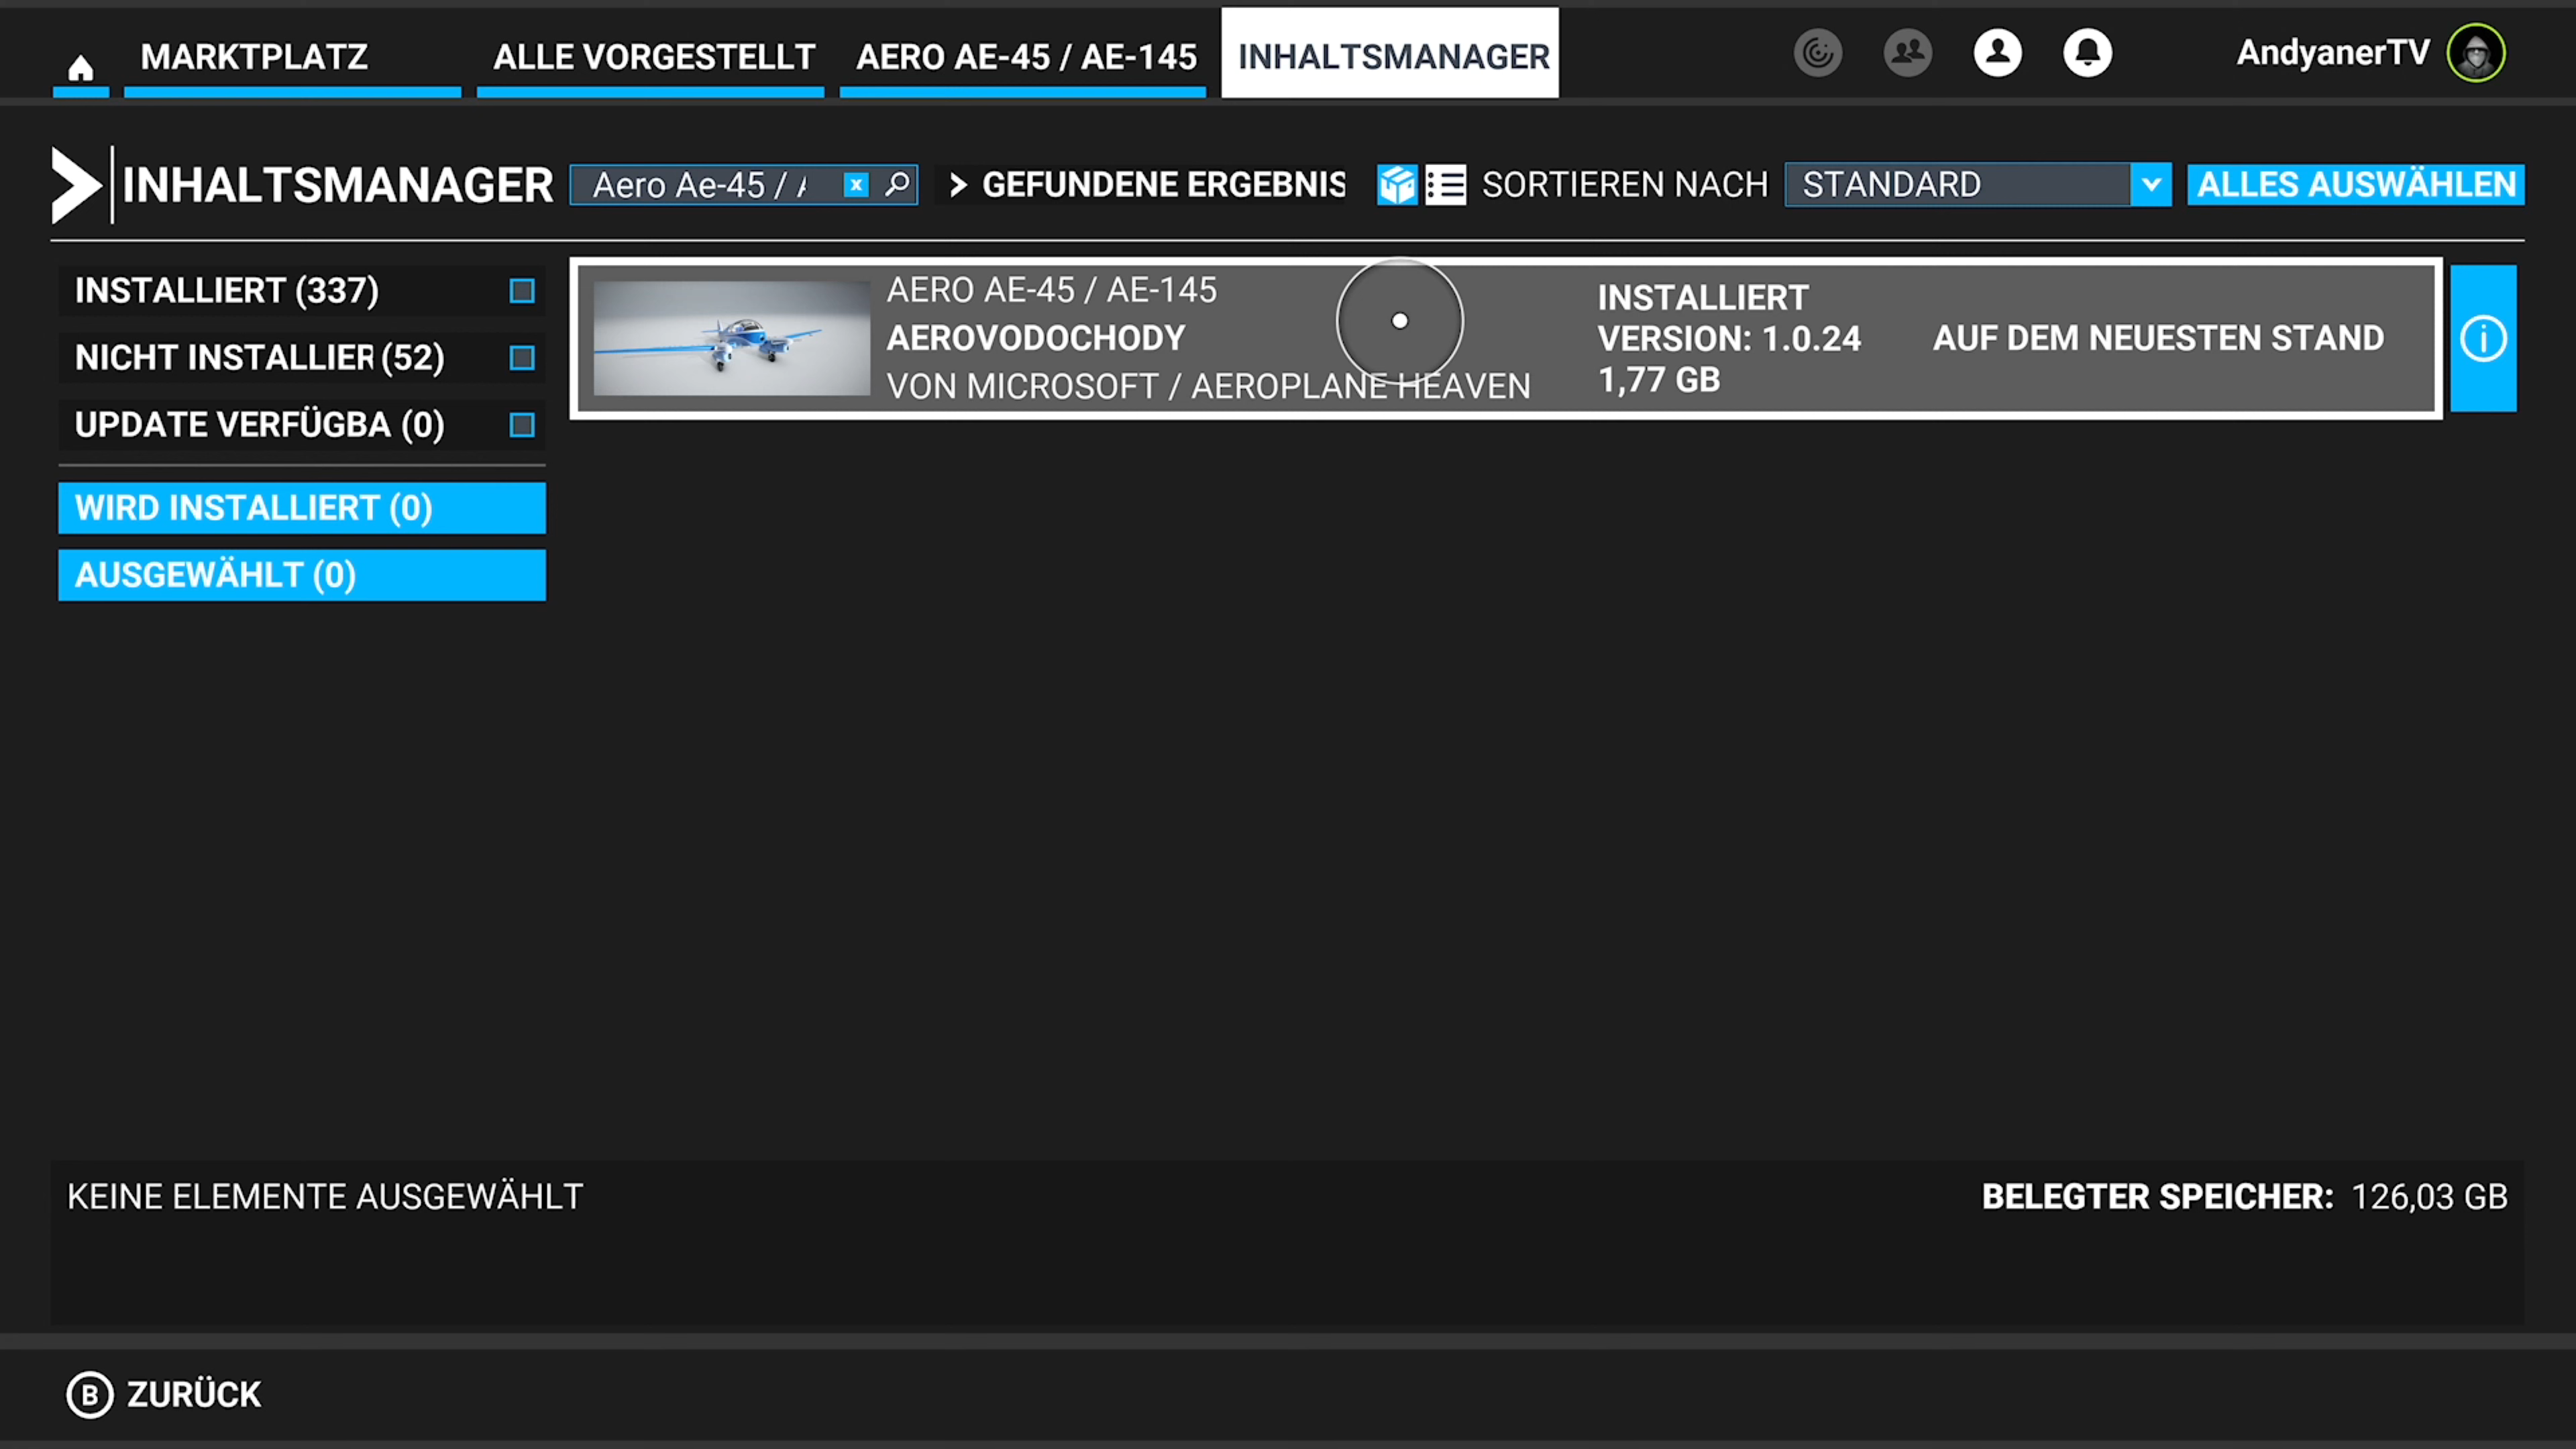 MARKTPLATZ
ALLE VORGESTELLT
AERO AE-45 / AE-145
INHALTSMANAGER
AndyanerTV
INHALTSMANAGER
Aero Ae-45 /
x
GEFUNDENE ERGEBNIS
SORTIEREN NACH
STANDARD
ALLES AUSWÄHLEN
INSTALLIERT (337)
NICHT INSTALLIER (52)
UPDATE VERFÜGBA (0)
WIRD INSTALLIERT (0)
AUSGEWÄHLT (0)
AERO AE-45 / AE-145
AEROVODOCHODY
VON MICROSOFT / AEROPLANE HEAVEN
INSTALLIERT
VERSION: 1.0.24
1,77 GB
AUF DEM NEUESTEN STAND
KEINE ELEMENTE AUSGEWÄHLT
BELEGTER SPEICHER: 126,03 GB
B ZURÜCK